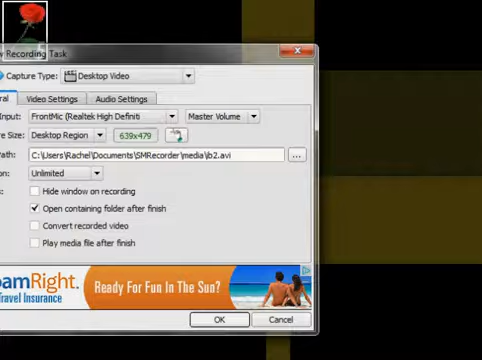 Recording Task
Capture Type: Desktop Video
Video Settings Audio Settings
Input: FrontMic (Realtek High Definiti Master Volume
Size: Desktop Region 639x479
Path: C:\Users\Rachel\Documents\SMRecorder\media\b2.avi ...
Unlimited
Hide window on recording
Open containing folder after finish
Convert recorded video
Play media file after finish
Ready For Fun In The Sun?
Travel Insurance
OK Cancel